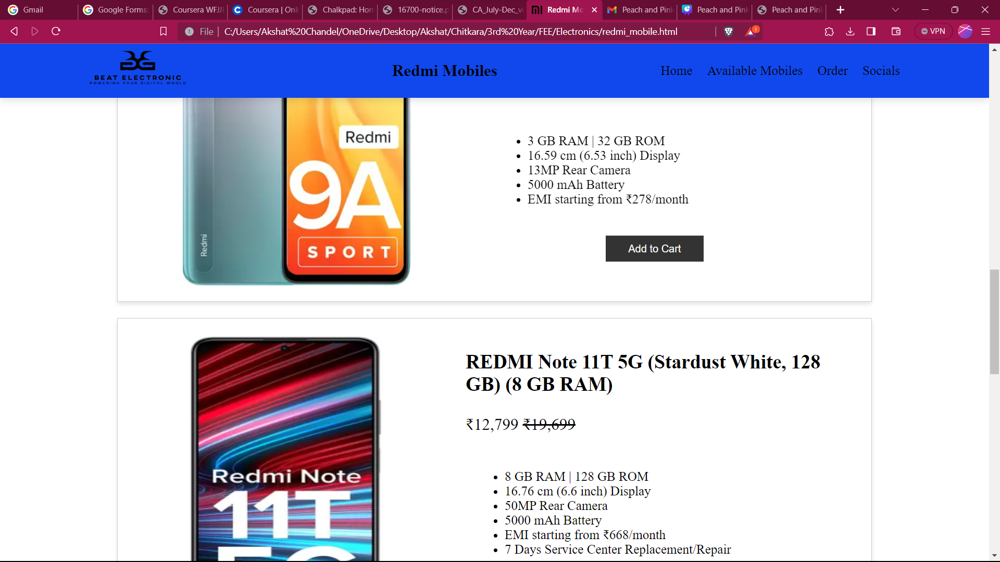 Gmail
Google Forms:
Coursera WFJJE
Coursera | Onli
Chalkpad: Hom
16700-notice.p
CA_July-Dec_ve
Redmi Mo
Peach and Pink
Peach and Pink
Peach and Pink
File
C:/Users/Akshat%20Chandel/OneDrive/Desktop/Akshat/Chitkara/3rd%20Year/FEE/Electronics/redmi_mobile.html
1
VPN
BEAT ELECTRONIC
POWERING YOUR DIGITAL WORLD
Redmi Mobiles
Home
Available Mobiles
Order
Socials
Redmi
9A
SPORT
Redmi
3 GB RAM | 32 GB ROM
16.59 cm (6.53 inch) Display
13MP Rear Camera
5000 mAh Battery
EMI starting from ₹278/month
Add to Cart
Redmi Note
11T
5G
REDMI Note 11T 5G (Stardust White, 128
GB) (8 GB RAM)
₹12,799 ₹19,699
8 GB RAM | 128 GB ROM
16.76 cm (6.6 inch) Display
50MP Rear Camera
5000 mAh Battery
EMI starting from ₹668/month
7 Days Service Center Replacement/Repair